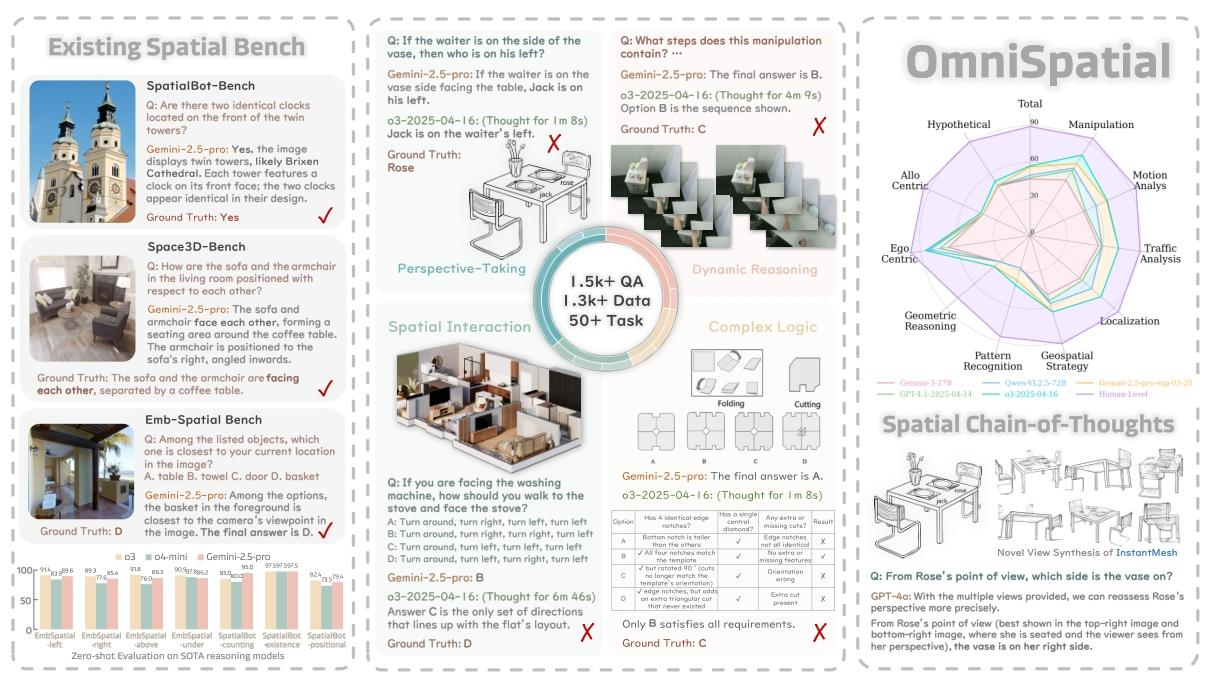 Existing Spatial Bench
SpatialBot-Bench
Q: Are there two identical clocks
located on the front of the twin
towers?
Gemini-2.5-pro: Yes, the image
displays twin towers, likely Brixen
Cathedral. Each tower features a
clock on its front face; the two clocks
appear identical in their design.
Ground Truth: Yes
Space3D-Bench
Q: How are the sofa and the armchair
in the living room positioned with
respect to each other?
Gemini-2.5-pro: The sofa and
armchair face each other, forming a
seating area around the coffee table.
The armchair is positioned to the
sofa's right, angled inwards.
Ground Truth: The sofa and the armchair are facing
each other, separated by a coffee table.
Emb-Spatial Bench
Q: Among the listed objects, which
one is closest to your current location
in the image?
A. table B. towel C. door D. basket
Gemini-2.5-pro: Among the options,
the basket in the foreground is
closest to the camera's viewpoint in
the image. The final answer is D.
Ground Truth: D
o3 o4-mini Gemini-2.5-pro
100
50
0
91.4 83.9 89.6 89.3 77.6 85.4 91.8 76.0 88.3 90.9 87.8 86.2 85.0 80.0 95.0 97.5 97.5 97.5 82.4 73.5 79.4
EmbSpatial EmbSpatial EmbSpatial EmbSpatial SpatialBot SpatialBot SpatialBot
-left -right -above -under -counting -existence -positional
Zero-shot Evaluation on SOTA reasoning models
Q: If the waiter is on the side of the
vase, then who is on his left?
Gemini-2.5-pro: If the waiter is on the
vase side facing the table, Jack is on
his left.
o3-2025-04-16: (Thought for 1m 8s)
Jack is on the waiter's left.
Ground Truth:
Rose
jack
rose
Perspective-Taking
Q: What steps does this manipulation
contain? ...
Gemini-2.5-pro: The final answer is B.
o3-2025-04-16: (Thought for 4m 9s)
Option B is the sequence shown.
Ground Truth: C
Dynamic Reasoning
1.5k+ QA
1.3k+ Data
50+ Task
Spatial Interaction
Q: If you are facing the washing
machine, how should you walk to the
stove and face the stove?
A: Turn around, turn right, turn left, turn left
B: Turn around, turn right, turn left, turn right
C: Turn around, turn left, turn left, turn right
D: Turn around, turn left, turn right, turn left
Gemini-2.5-pro: B
o3-2025-04-16: (Thought for 6m 46s)
Answer C is the only set of directions
that lines up with the flat's layout.
Ground Truth: D
Complex Logic
Folding
Cutting
A B C D
Gemini-2.5-pro: The final answer is A.
o3-2025-04-16: (Thought for 1m 8s)
Option Has 4 identical edge notches? Has a single central diamond? Any extra or missing cuts? Result
A Bottom notch is taller than the others ✓ Edge notches not all identical ✗
B ✓ All four notches match the template ✓ No extra or missing features ✓
C ✓ but rotated 90° (cuts no longer match the template's orientation) ✓ Orientation wrong ✗
D ✓ edge notches, but adds on extra triangular cut that never existed ✓ Extra cut present ✗
Only B satisfies all requirements.
Ground Truth: C
OmniSpatial
Total
Manipulation
Motion
Analys
Traffic
Analysis
Localization
Geospatial
Strategy
Pattern
Recognition
Geometric
Reasoning
Ego
Centric
Allo
Centric
Hypothetical
90
60
30
0
Gemma-3-27B Qwen-VL2.5-72B Gemini-2.5-pro-exp-03-25
GPT-4.1-2025-04-14 o3-2025-04-16 Human-Level
Spatial Chain-of-Thoughts
jack
rose
Novel View Synthesis of InstantMesh
Q: From Rose's point of view, which side is the vase on?
GPT-4o: With the multiple views provided, we can reassess Rose's
perspective more precisely.
From Rose's point of view (best shown in the top-right image and
bottom-right image, where she is seated and the viewer sees from
her perspective), the vase is on her right side.